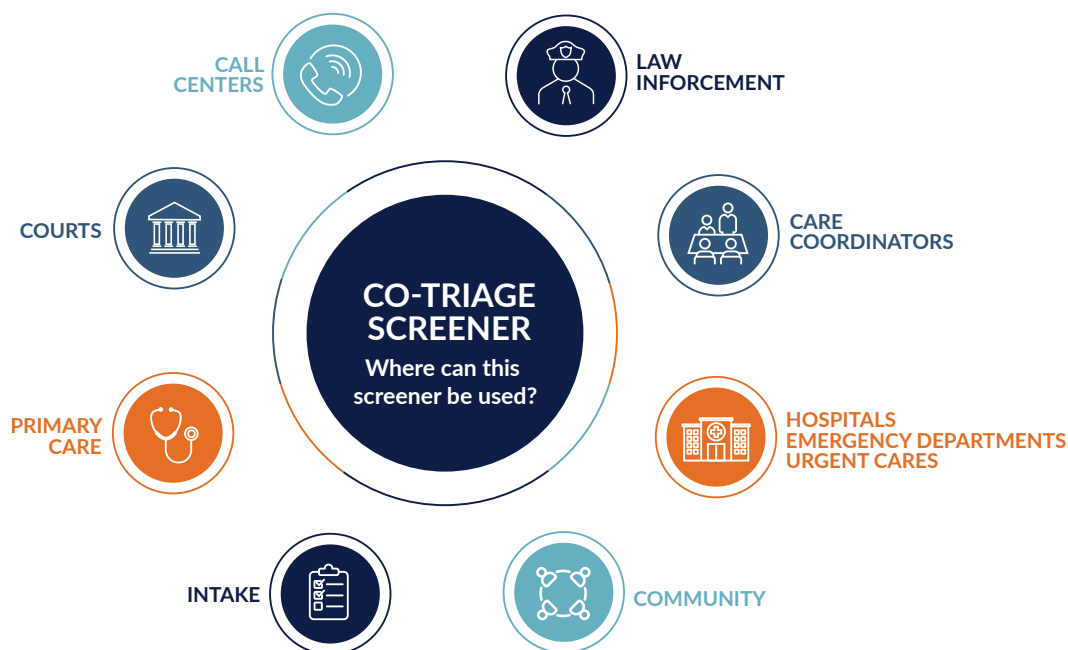 CALL
CENTERS
LAW
INFORCEMENT
COURTS
CARE
COORDINATORS
CO-TRIAGE
SCREENER
Where can this
screener be used?
PRIMARY
CARE
HOSPITALS
EMERGENCY DEPARTMENTS
URGENT CARES
INTAKE
COMMUNITY